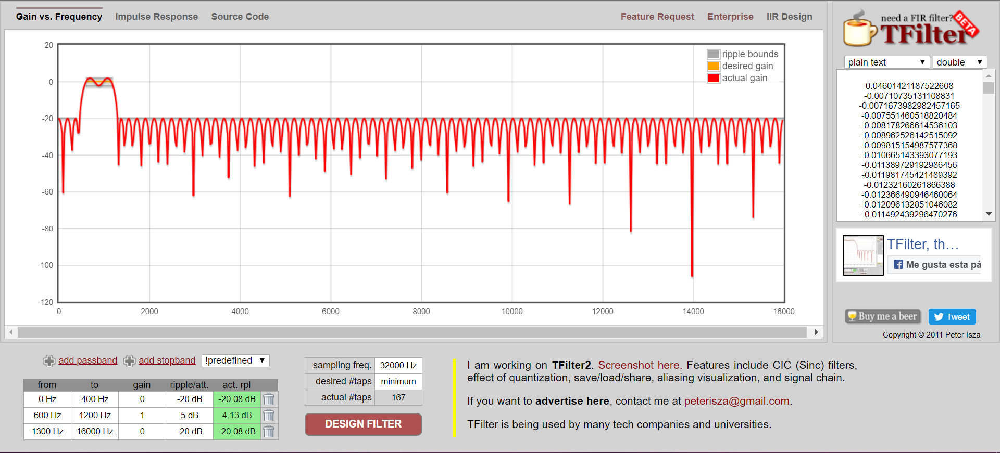 Gain vs. Frequency Impulse Response Source Code Feature Request Enterprise IIR Design
need a FIR filter?
BETA
TFilter
plain text double
20
0
-20
-40
-60
-80
-100
-120
0 2000 4000 6000 8000 10000 12000 14000 16000
ripple bounds
desired gain
actual gain
0.04601421187522608
-0.00710735131108831
-0.0071673982982457165
-0.007551460518820484
-0.008178266614536103
-0.008962526142515092
-0.009815154987577368
-0.010665143393077193
-0.011389729192986456
-0.011981745421489392
-0.01232160261866388
-0.012366490946460064
-0.012096132851046082
-0.011492439296470276
TFilter, th...
Me gusta esta pá
Buy me a beer Tweet
Copyright © 2011 Peter Isza
add passband add stopband !predefined
from to gain ripple/att. act. rpl
0 Hz 400 Hz 0 -20 dB -20.08 dB
600 Hz 1200 Hz 1 5 dB 4.13 dB
1300 Hz 16000 Hz 0 -20 dB -20.08 dB
sampling freq. 32000 Hz
desired #taps minimum
actual #taps 167
DESIGN FILTER
I am working on TFilter2. Screenshot here. Features include CIC (Sinc) filters,
effect of quantization, save/load/share, aliasing visualization, and signal chain.
If you want to advertise here, contact me at peterisza@gmail.com.
TFilter is being used by many tech companies and universities.